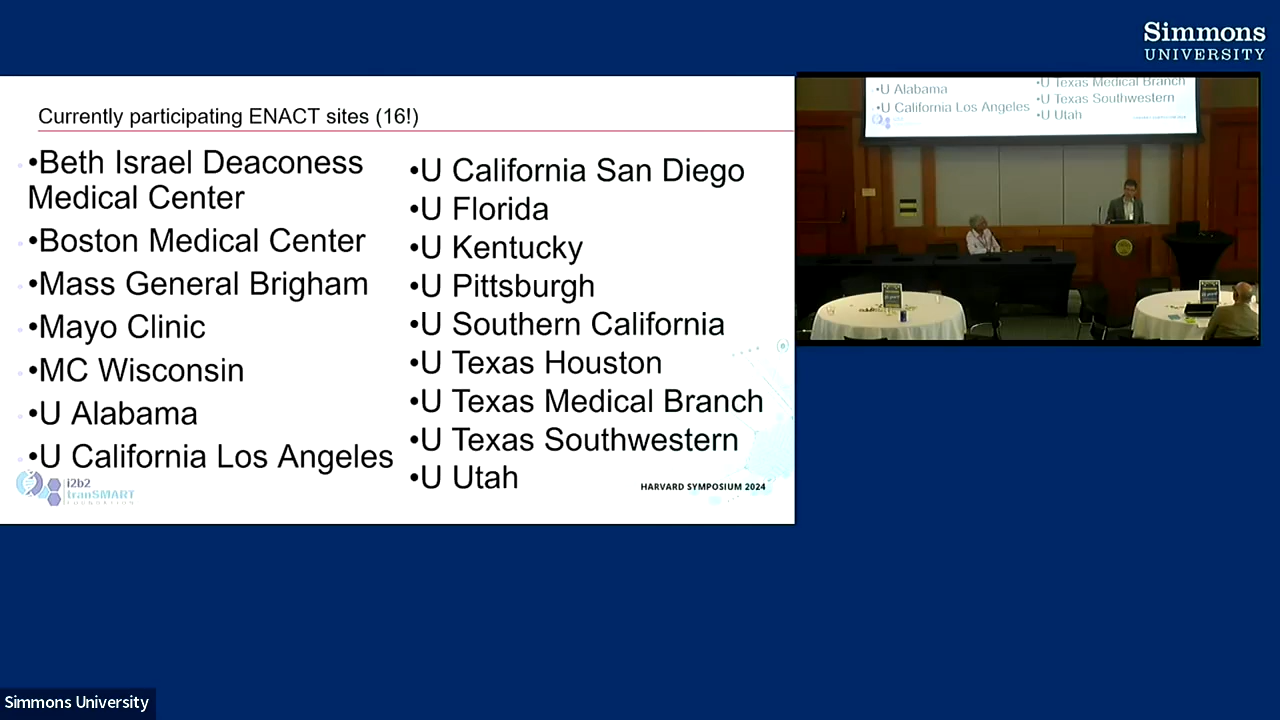 Simmons
UNIVERSITY
Currently participating ENACT sites (16!)
•Beth Israel Deaconess
Medical Center
•Boston Medical Center
•Mass General Brigham
•Mayo Clinic
•MC Wisconsin
•U Alabama
•U California Los Angeles
•U California San Diego
•U Florida
•U Kentucky
•U Pittsburgh
•U Southern California
•U Texas Houston
•U Texas Medical Branch
•U Texas Southwestern
•U Utah
i2b2
tranSMART
FOUNDATION
HARVARD SYMPOSIUM 2024
•U Alabama
•U California Los Angeles
•U Texas Medical Branch
•U Texas Southwestern
•U Utah
Simmons University